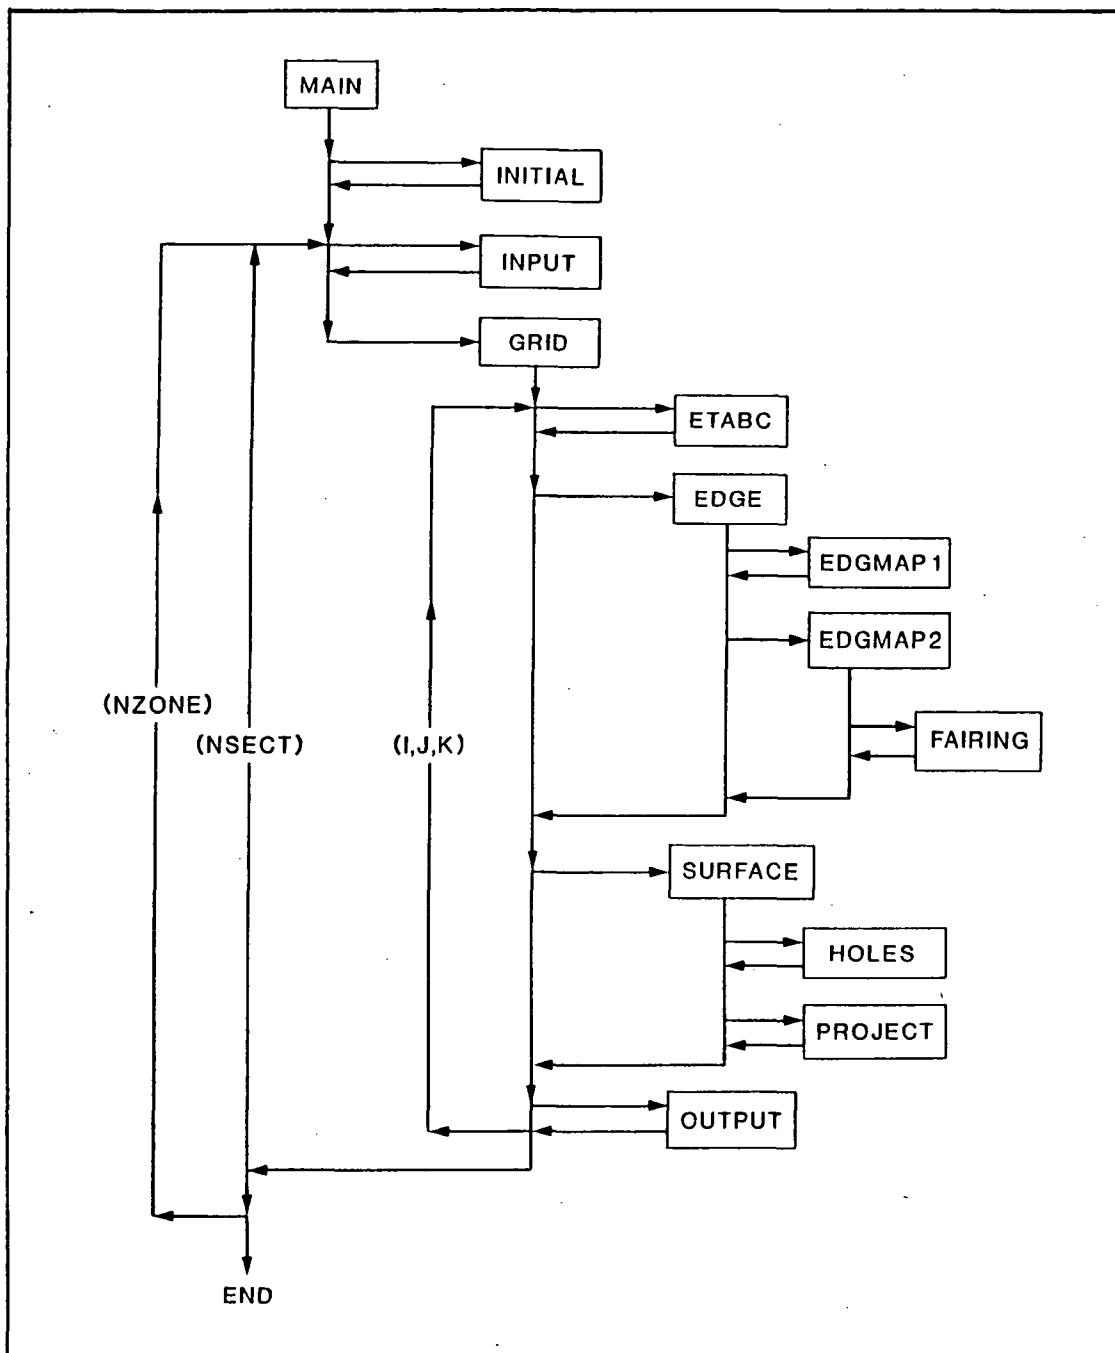 MAIN
INITIAL
INPUT
GRID
ETABC
EDGE
EDGMAP1
EDGMAP2
(NZONE)
(NSECT)
(I,J,K)
FAIRING
SURFACE
HOLES
PROJECT
OUTPUT
END